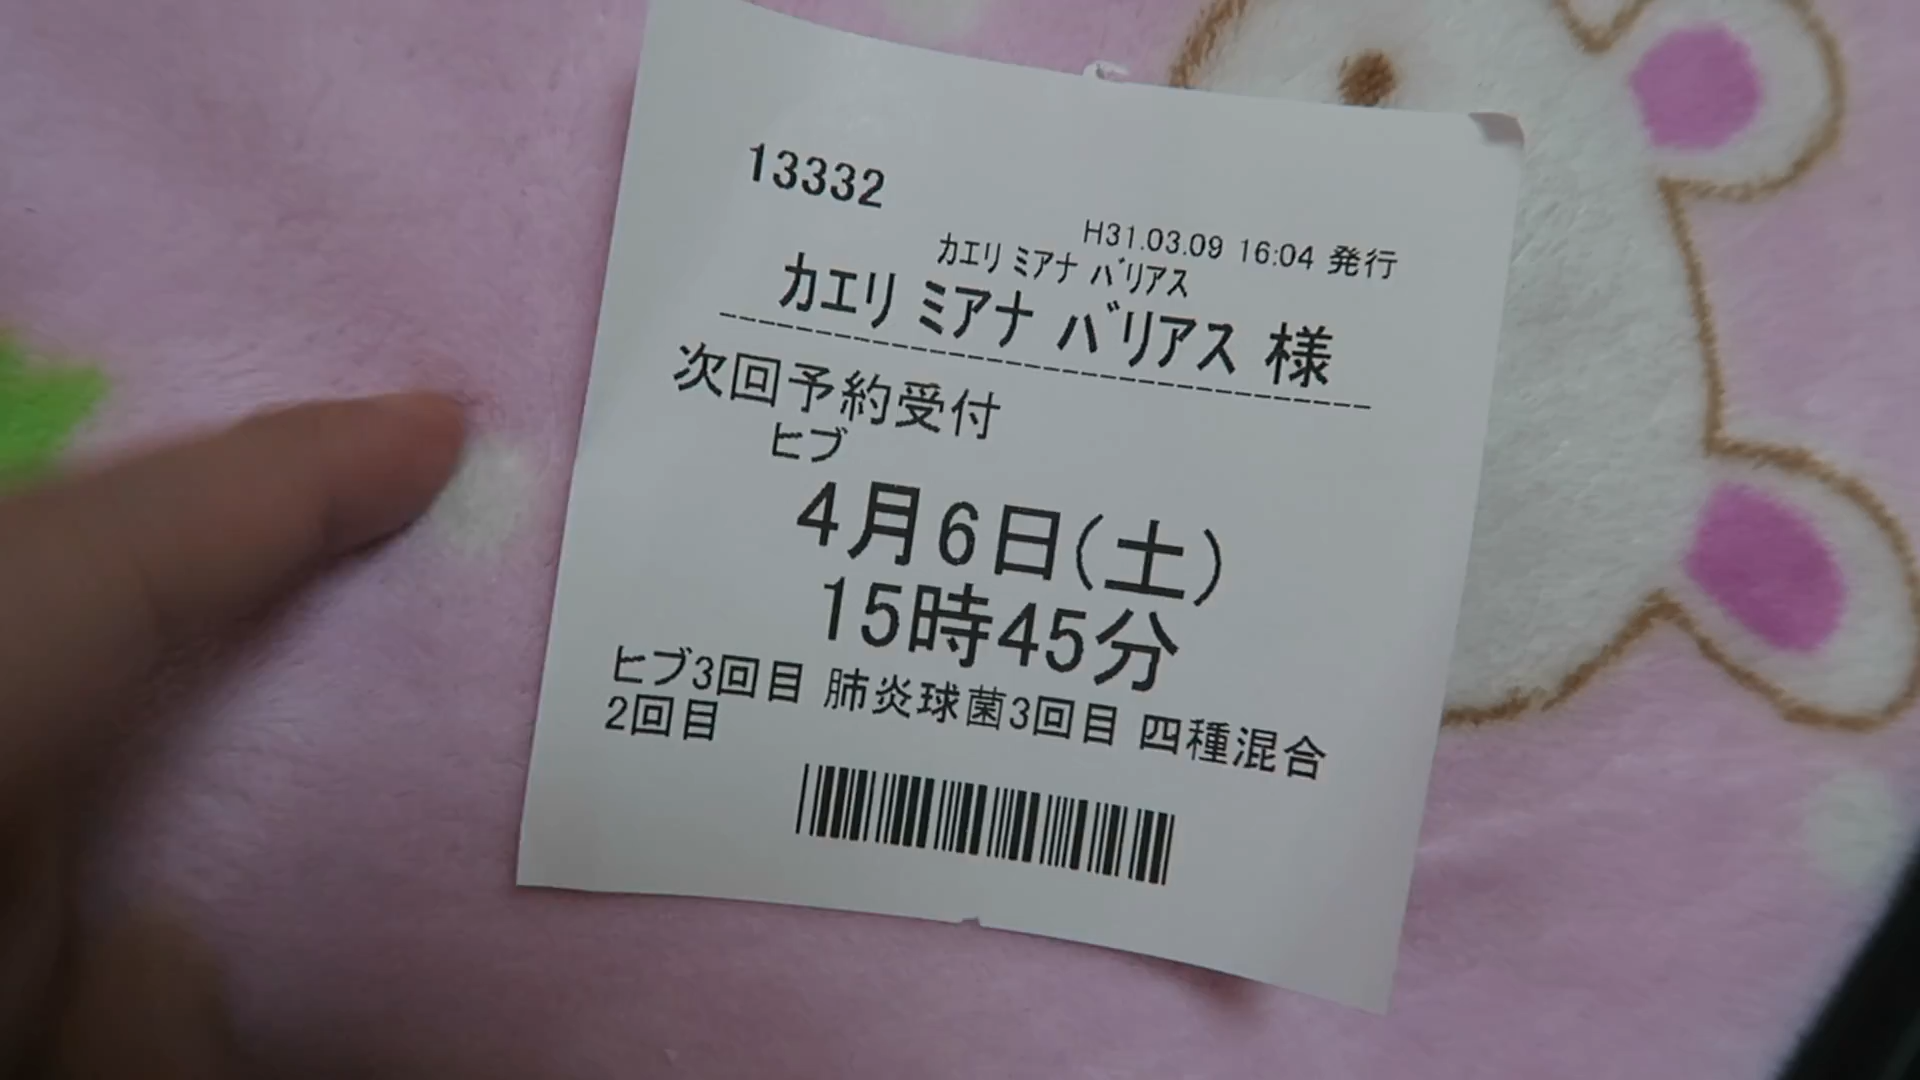 13332
H31.03.09 16:04 発行
カエリ ミアナ バリアス
カエリ ミアナ バリアス 様
次回予約受付
ヒブ
4月6日(土)
15時45分
ヒブ3回目 肺炎球菌3回目 四種混合
2回目